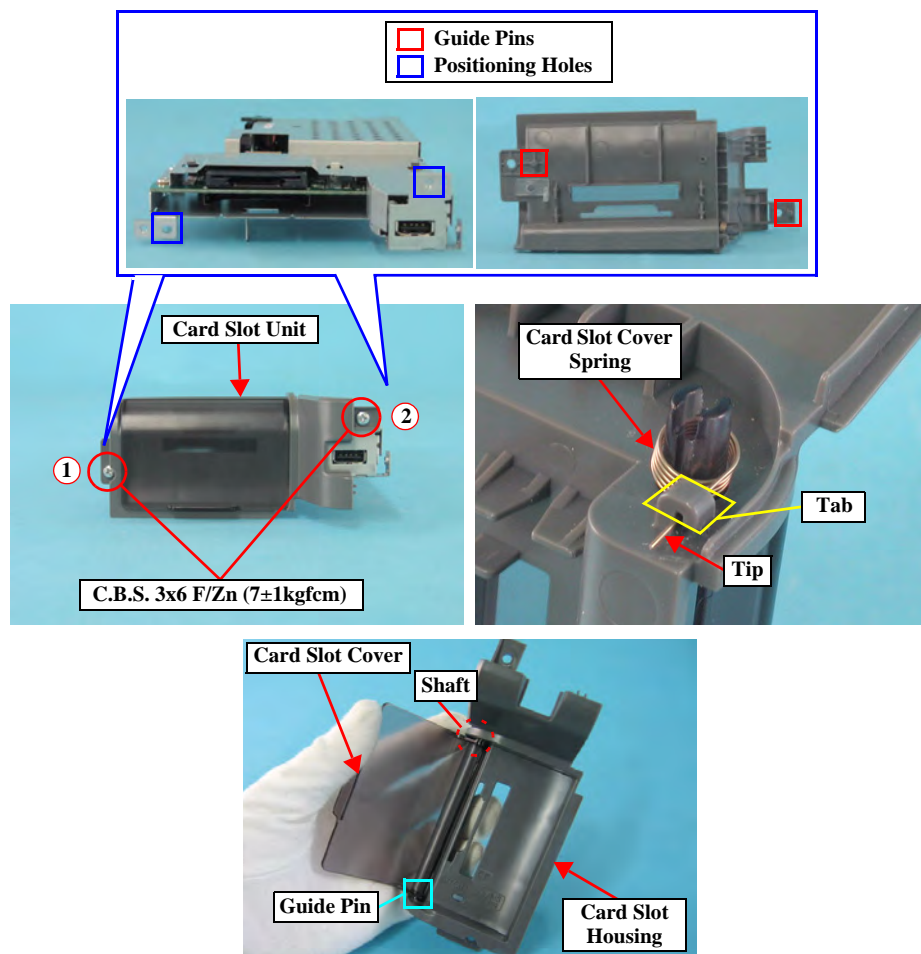 Guide Pins
Positioning Holes
Card Slot Unit
1
2
C.B.S. 3x6 F/Zn (7±1kgfcm)
Card Slot Cover
Spring
Tab
Tip
Card Slot Cover
Shaft
Guide Pin
Card Slot
Housing